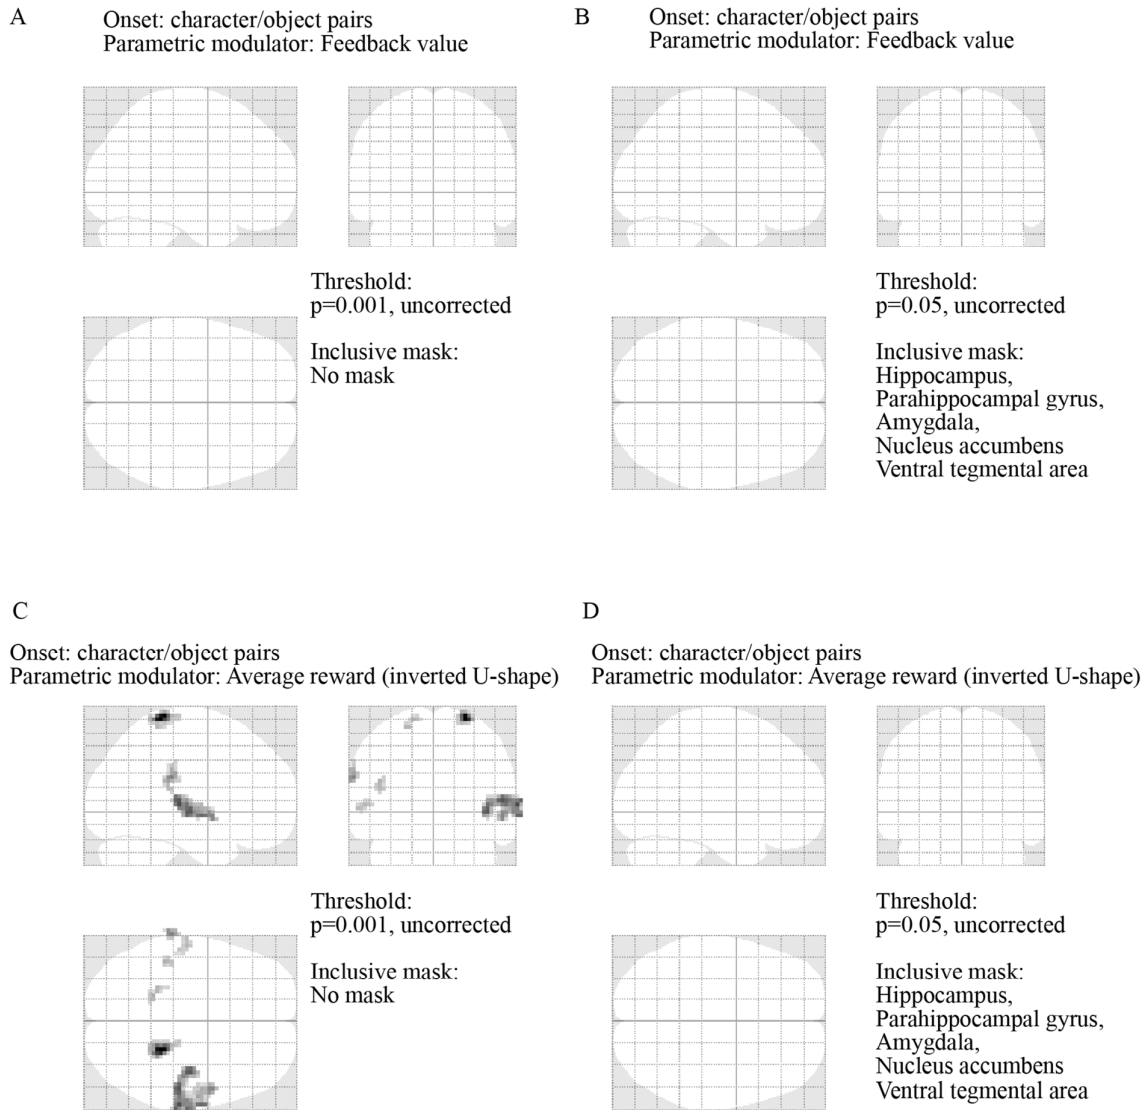 A
Onset: character/object pairs
Parametric modulator: Feedback value
Threshold:
p=0.001, uncorrected
Inclusive mask:
No mask
B
Onset: character/object pairs
Parametric modulator: Feedback value
Threshold:
p=0.05, uncorrected
Inclusive mask:
Hippocampus,
Parahippocampal gyrus,
Amygdala,
Nucleus accumbens
Ventral tegmental area
C
Onset: character/object pairs
Parametric modulator: Average reward (inverted U-shape)
Threshold:
p=0.001, uncorrected
Inclusive mask:
No mask
D
Onset: character/object pairs
Parametric modulator: Average reward (inverted U-shape)
Threshold:
p=0.05, uncorrected
Inclusive mask:
Hippocampus,
Parahippocampal gyrus,
Amygdala,
Nucleus accumbens
Ventral tegmental area